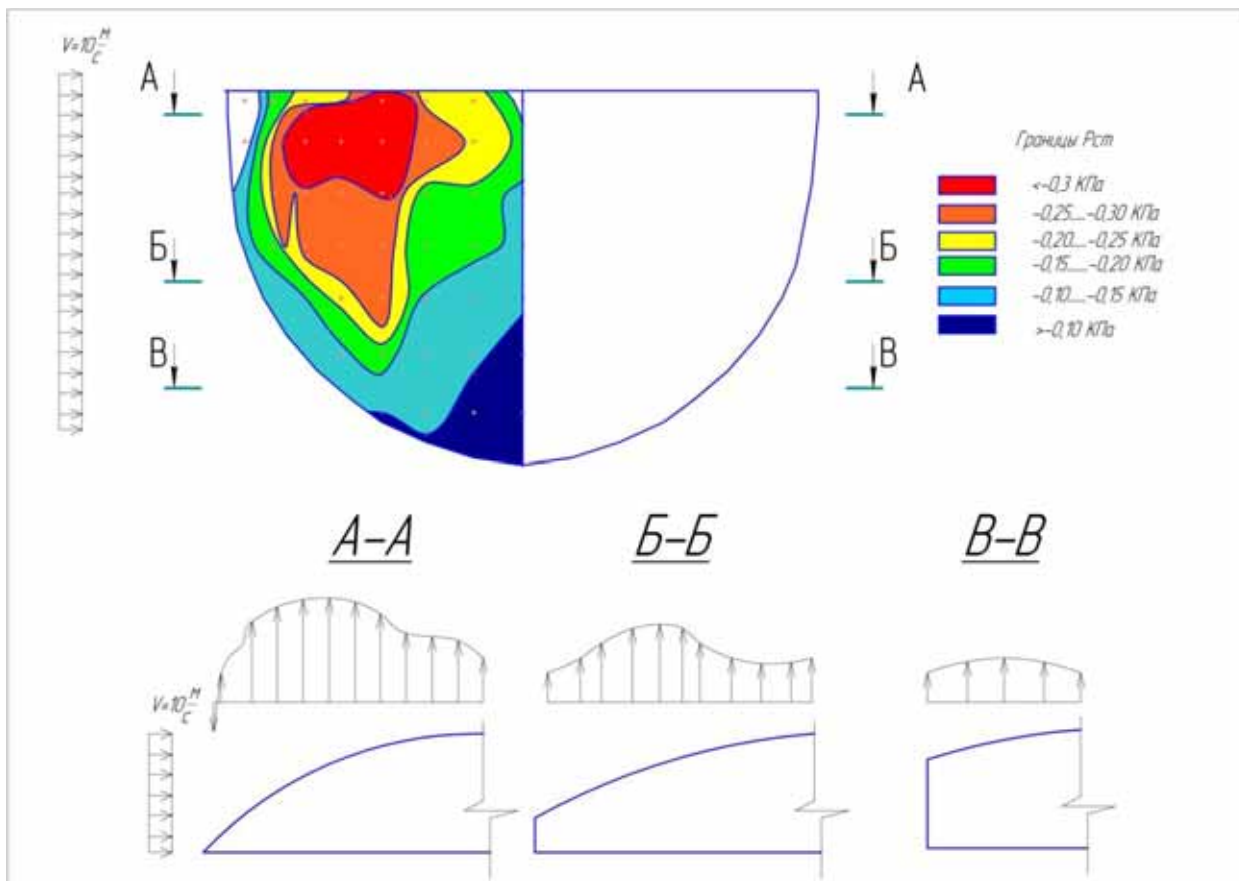 V=10 м/с
А
А
Границы Рст
<-0,3 КПа
-0,25....-0,30 КПа
-0,20....-0,25 КПа
-0,15.....-0,20 КПа
-0,10....-0,15 КПа
>-0,10 КПа
Б
Б
В
В
А-А
Б-Б
В-В
V=10 м/с